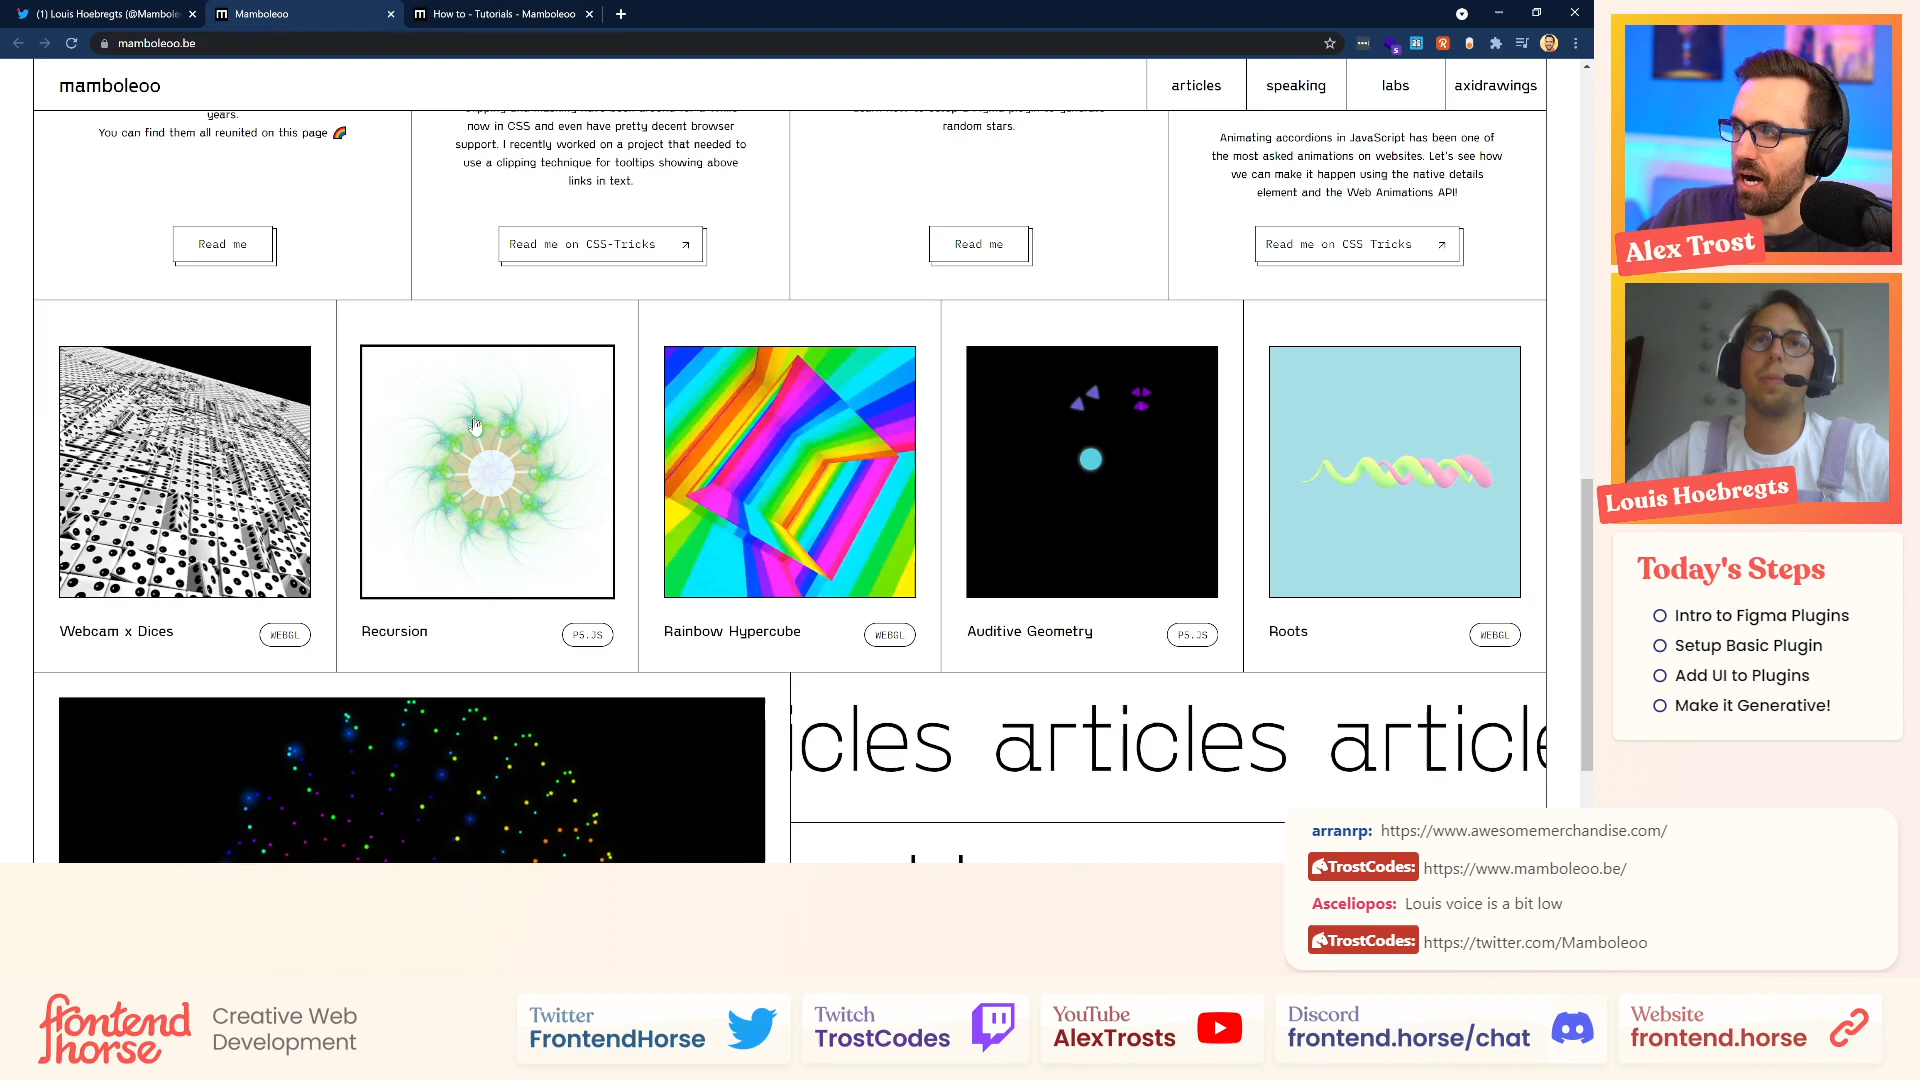 (1) Louis Hoebregts (@Mambole
Mamboleoo
How to - Tutorials - Mamboleoo
mamboleoo.be
5
mamboleoo
articles
speaking
labs
axidrawings
years.
You can find them all reunited on this page 🌈
Read me
now in CSS and even have pretty decent browser
support. I recently worked on a project that needed to
use a clipping technique for tooltips showing above
links in text.
Read me on CSS-Tricks
random stars.
Read me
Animating accordions in JavaScript has been one of
the most asked animations on websites. Let's see how
we can make it happen using the native details
element and the Web Animations API!
Read me on CSS Tricks
Webcam x Dices
WEBGL
Recursion
P5.JS
Rainbow Hypercube
WEBGL
Auditive Geometry
P5.JS
Roots
WEBGL
icles articles article
Alex Trost
Louis Hoebregts
Today's Steps
Intro to Figma Plugins
Setup Basic Plugin
Add UI to Plugins
Make it Generative!
arranrp: https://www.awesomemerchandise.com/
TrostCodes: https://www.mamboleoo.be/
Asceliopos: Louis voice is a bit low
TrostCodes: https://twitter.com/Mamboleoo
frontend
horse
Creative Web
Development
Twitter
FrontendHorse
Twitch
TrostCodes
YouTube
AlexTrosts
Discord
frontend.horse/chat
Website
frontend.horse